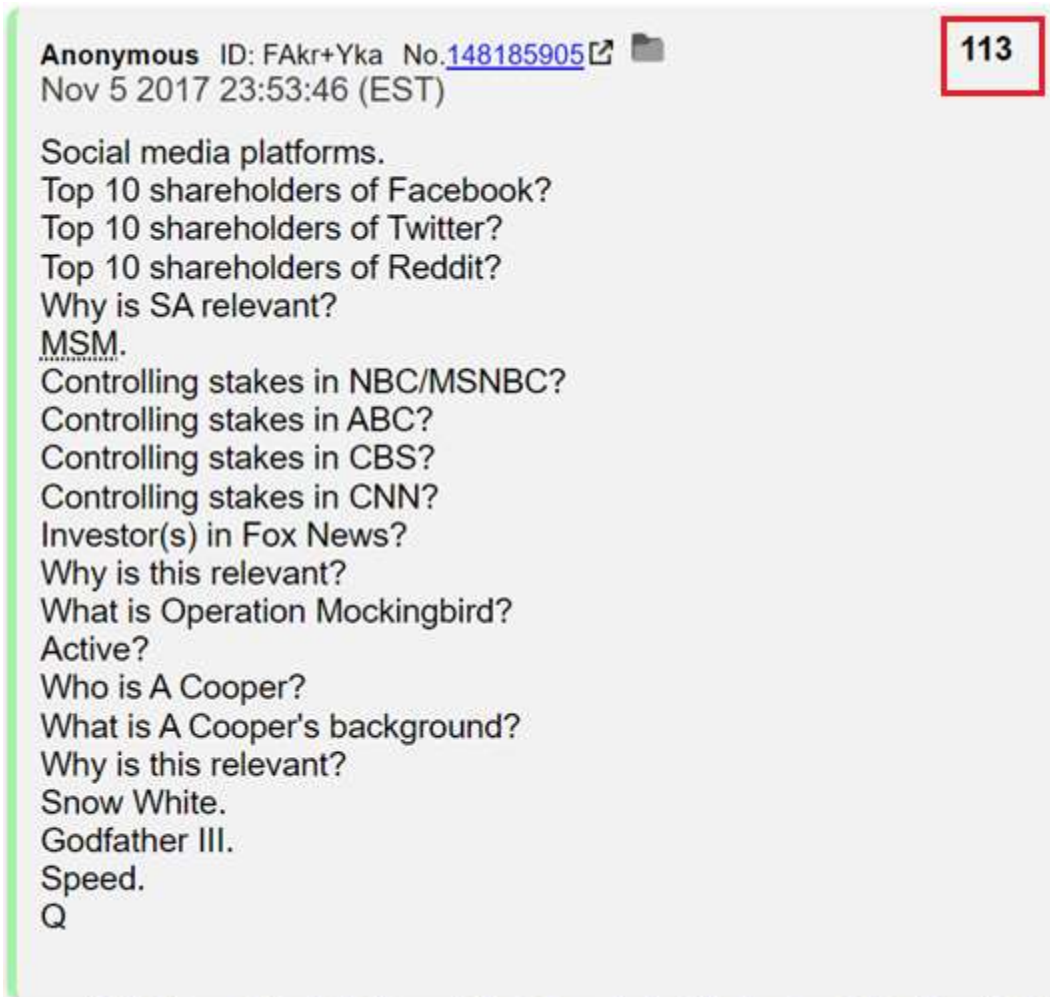 Anonymous ID: FAkr+Yka No.148185905 113
Nov 5 2017 23:53:46 (EST)
Social media platforms.
Top 10 shareholders of Facebook?
Top 10 shareholders of Twitter?
Top 10 shareholders of Reddit?
Why is SA relevant?
MSM.
Controlling stakes in NBC/MSNBC?
Controlling stakes in ABC?
Controlling stakes in CBS?
Controlling stakes in CNN?
Investor(s) in Fox News?
Why is this relevant?
What is Operation Mockingbird?
Active?
Who is A Cooper?
What is A Cooper's background?
Why is this relevant?
Snow White.
Godfather III.
Speed.
Q